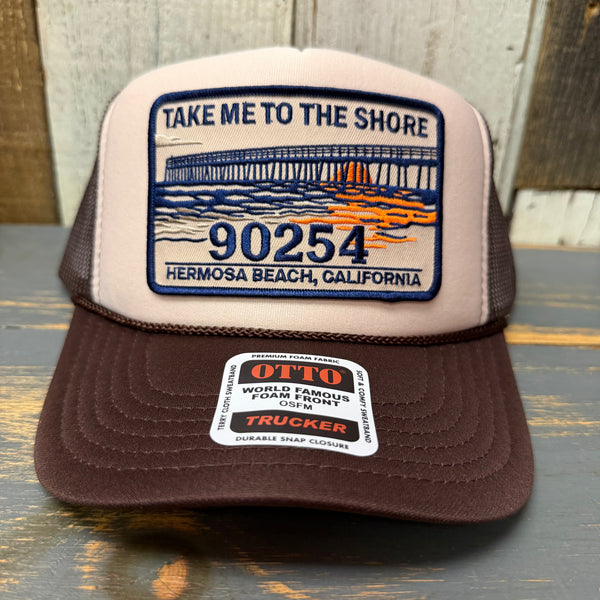 TAKE ME TO THE SHORE
90254
HERMOSA BEACH, CALIFORNIA
PREMIUM FOAM FABRIC
TERRY CLOTH SWEATBAND
OTTO®
SOFT & COMFY SWEATBAND
WORLD FAMOUS
FOAM FRONT
OSFM
TRUCKER
DURABLE SNAP CLOSURE